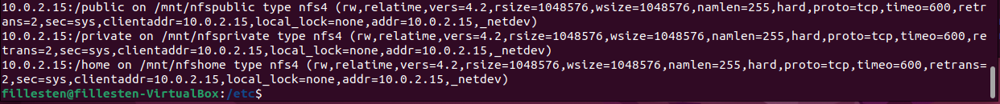 10.0.2.15:/public on /mnt/nfspublic type nfs4 (rw,relatime,vers=4.2,rsize=1048576,wsize=1048576,namlen=255,hard,proto=tcp,timeo=600,retr
ans=2,sec=sys,clientaddr=10.0.2.15,local_lock=none,addr=10.0.2.15,_netdev)
10.0.2.15:/private on /mnt/nfsprivate type nfs4 (rw,relatime,vers=4.2,rsize=1048576,wsize=1048576,namlen=255,hard,proto=tcp,timeo=600,re
trans=2,sec=sys,clientaddr=10.0.2.15,local_lock=none,addr=10.0.2.15,_netdev)
10.0.2.15:/home on /mnt/nfshome type nfs4 (rw,relatime,vers=4.2,rsize=1048576,wsize=1048576,namlen=255,hard,proto=tcp,timeo=600,retrans=
2,sec=sys,clientaddr=10.0.2.15,local_lock=none,addr=10.0.2.15,_netdev)
fillesten@fillesten-VirtualBox:/etc$